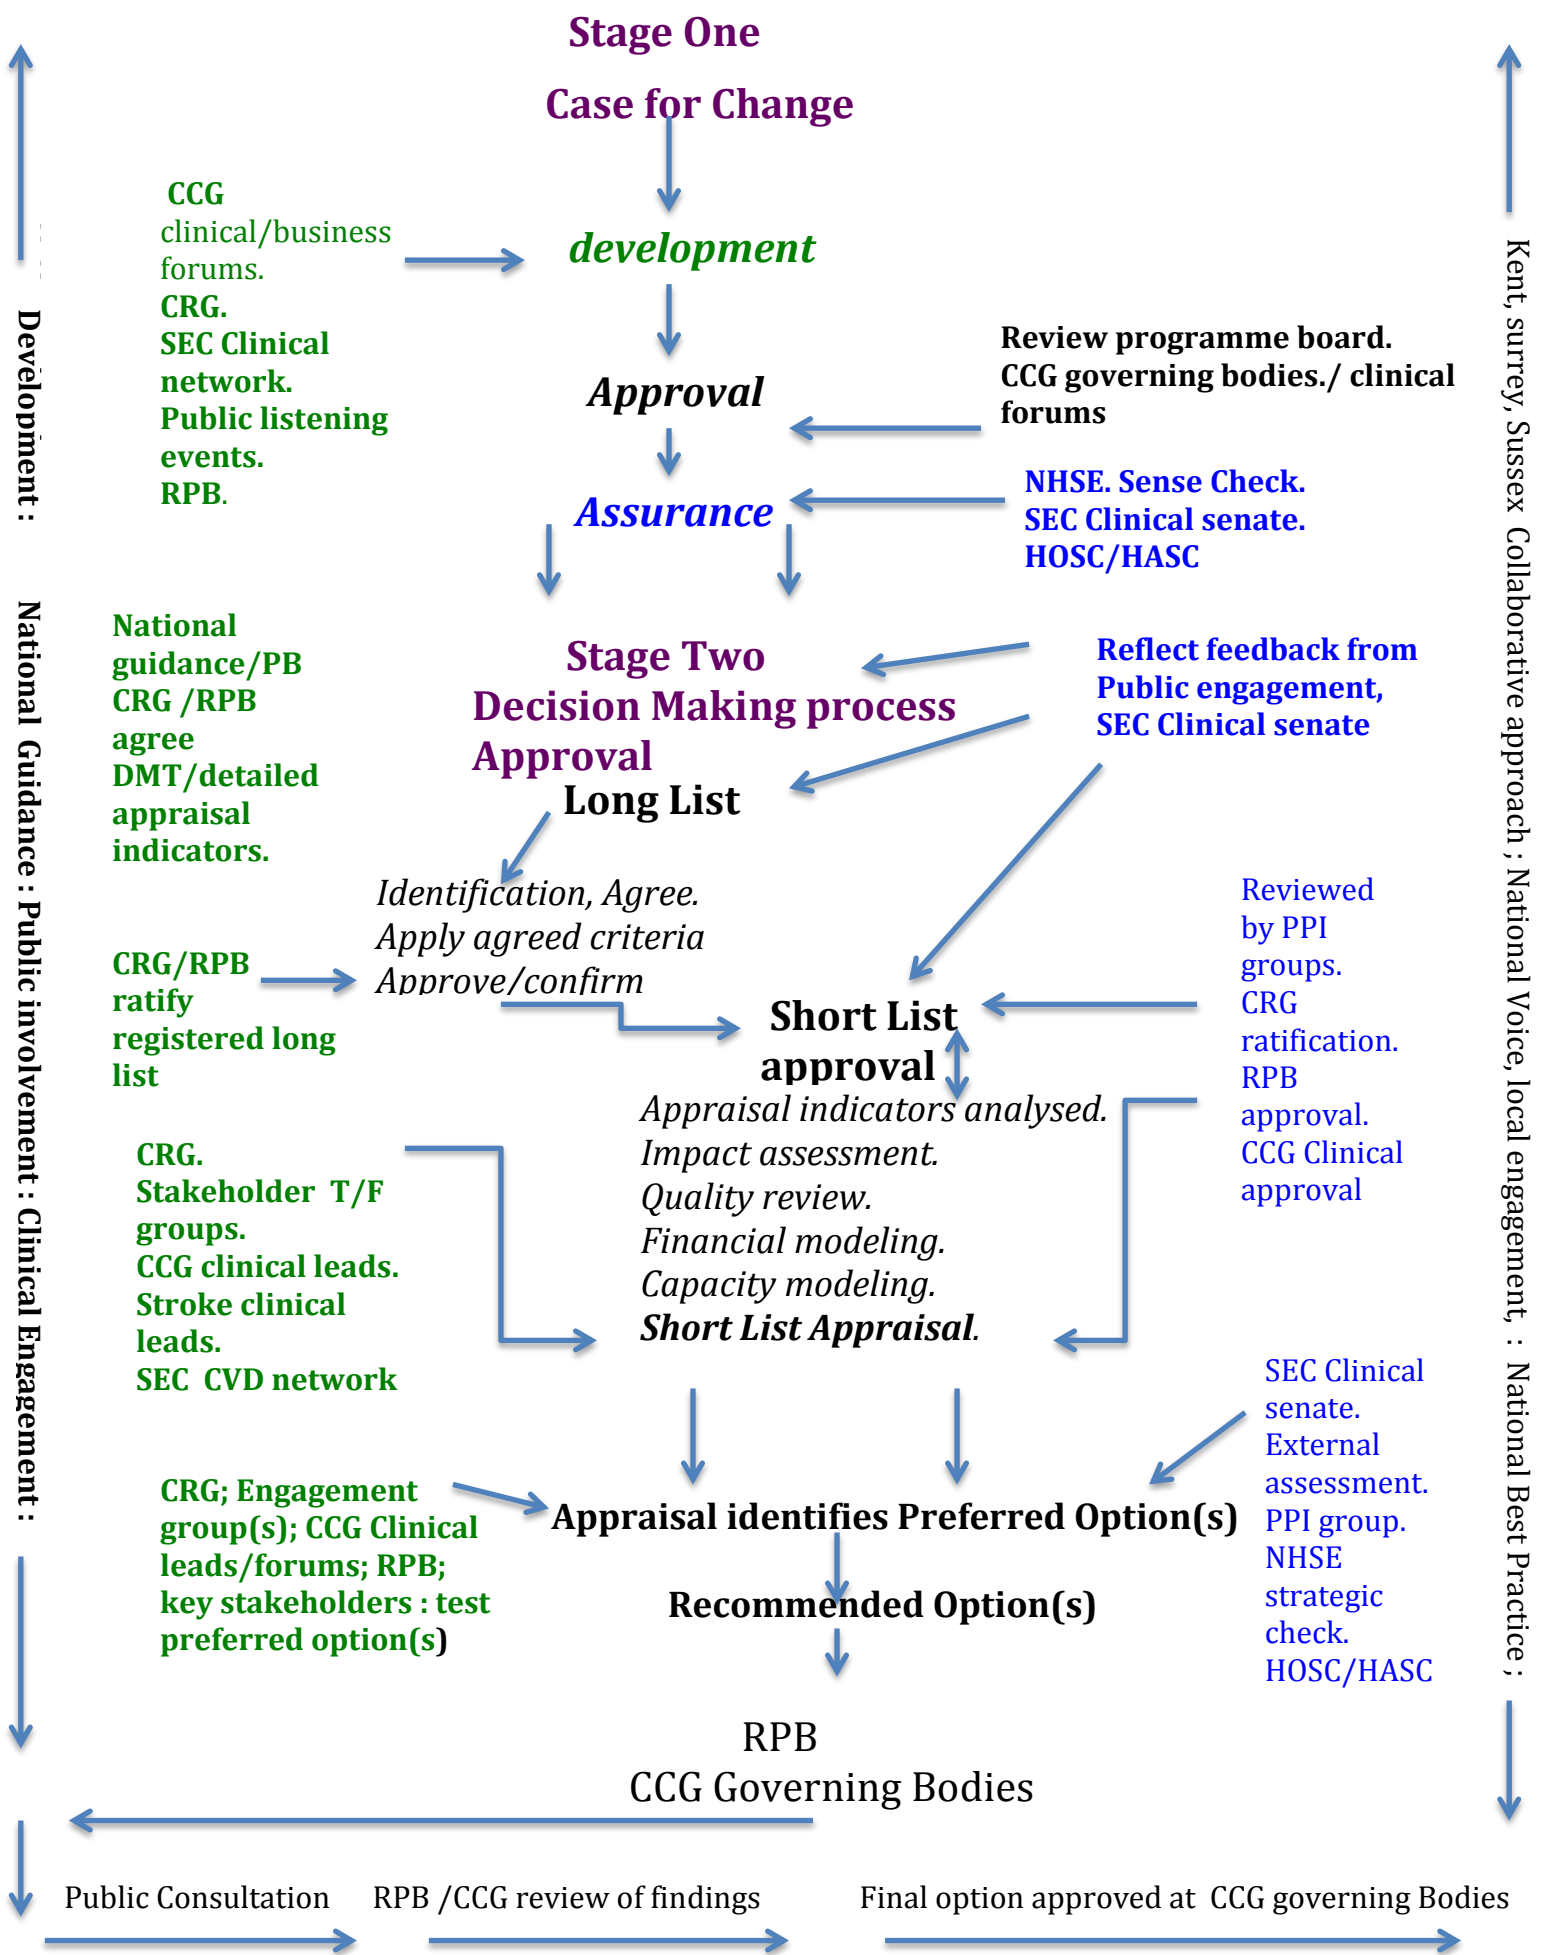 Stage One
Case for Change
CCG
clinical/business
forums.
CRG.
SEC Clinical
network.
Public listening
events.
RPB.
development
Approval
Review programme board.
CCG governing bodies./ clinical
forums
Assurance
NHSE. Sense Check.
SEC Clinical senate.
HOSC/HASC
National
guidance/PB
CRG /RPB
agree
DMT/detailed
appraisal
indicators.
Stage Two
Decision Making process
Approval
Long List
Reflect feedback from
Public engagement,
SEC Clinical senate
Identification, Agree.
Apply agreed criteria
Approve/confirm
CRG/RPB
ratify
registered long
list
Short List
approval
Reviewed
by PPI
groups.
CRG
ratification.
RPB
approval.
CCG Clinical
approval
Appraisal indicators analysed.
Impact assessment.
Quality review.
Financial modeling.
Capacity modeling.
Short List Appraisal.
CRG.
Stakeholder T/F
groups.
CCG clinical leads.
Stroke clinical
leads.
SEC CVD network
SEC Clinical
senate.
External
assessment.
PPI group.
NHSE
strategic
check.
HOSC/HASC
CRG; Engagement
group(s); CCG Clinical
leads/forums; RPB;
key stakeholders : test
preferred option(s)
Appraisal identifies Preferred Option(s)
Recommended Option(s)
RPB
CCG Governing Bodies
Public Consultation
RPB /CCG review of findings
Final option approved at CCG governing Bodies
Development : National Guidance : Public involvement : Clinical Engagement :
Kent, surrey, Sussex Collaborative approach ; National Voice, local engagement, : National Best Practice ;